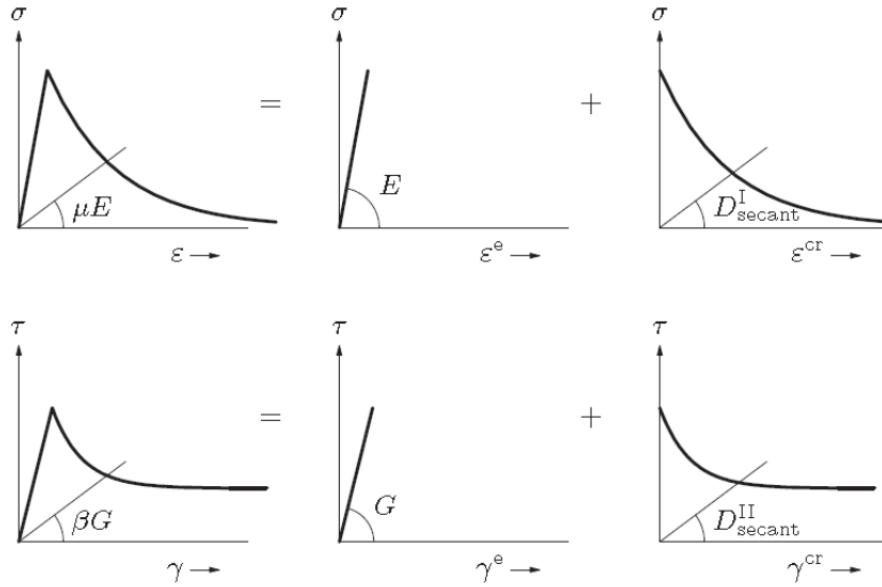 σ σ σ
= +
μE E D^I_secant
ε → ε^e → ε^cr →
τ τ τ
= +
βG G D^II_secant
γ → γ^e → γ^cr →